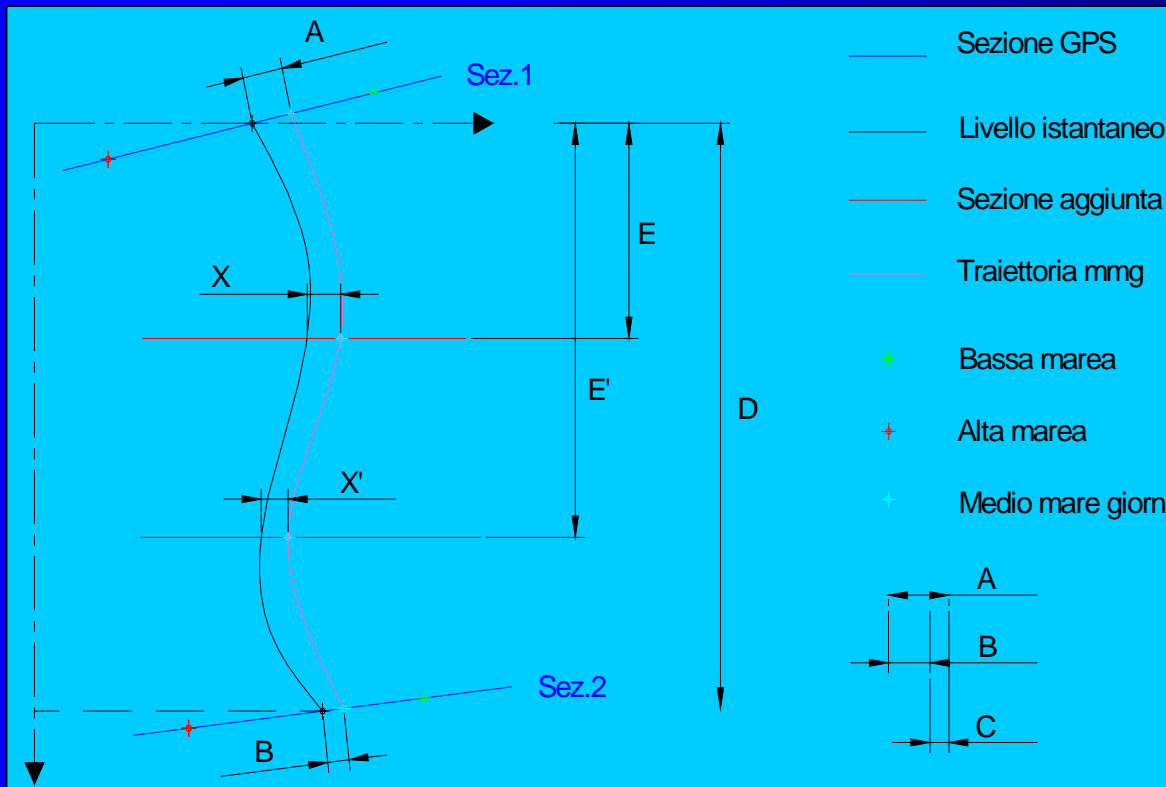 A
Sez.1
Sezione GPS
Livello istantaneo
Sezione aggiunta
E
X
Traiettoria mmg
E'
Bassa marea
D
Alta marea
X'
Medio mare giorn
A
B
Sez.2
C
B